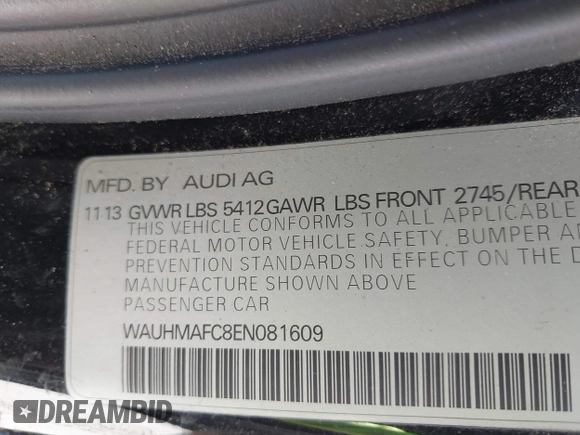 MFD. BY AUDI AG
11 13 GVWR LBS 5412 GAWR LBS FRONT 2745/REAR
THIS VEHICLE CONFORMS TO ALL APPLICABLE
FEDERAL MOTOR VEHICLE SAFETY, BUMPER A
PREVENTION STANDARDS IN EFFECT ON THE D
MANUFACTURE SHOWN ABOVE
PASSENGER CAR
WAUHMAFC8EN081609
DREAMBID.COM